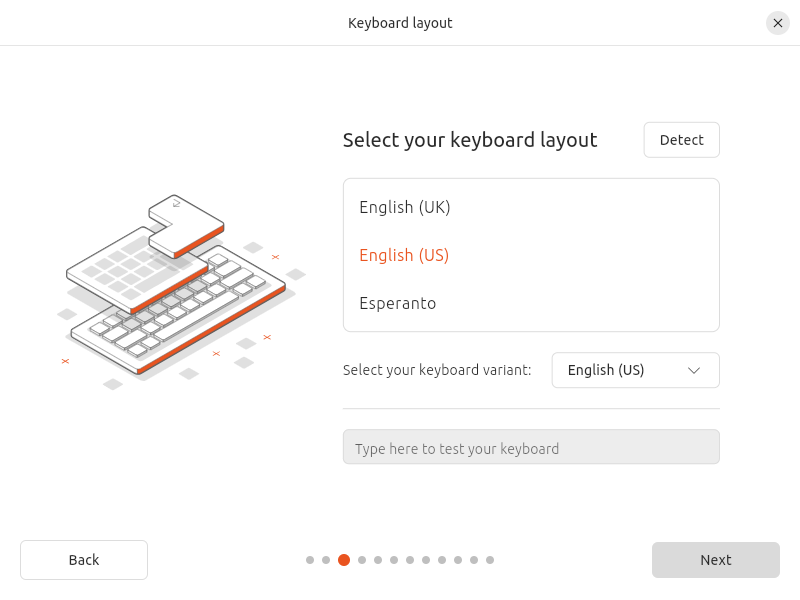 Keyboard layout
Select your keyboard layout
Detect
English (UK)
English (US)
Esperanto
Select your keyboard variant:
English (US)
Type here to test your keyboard
Back
Next